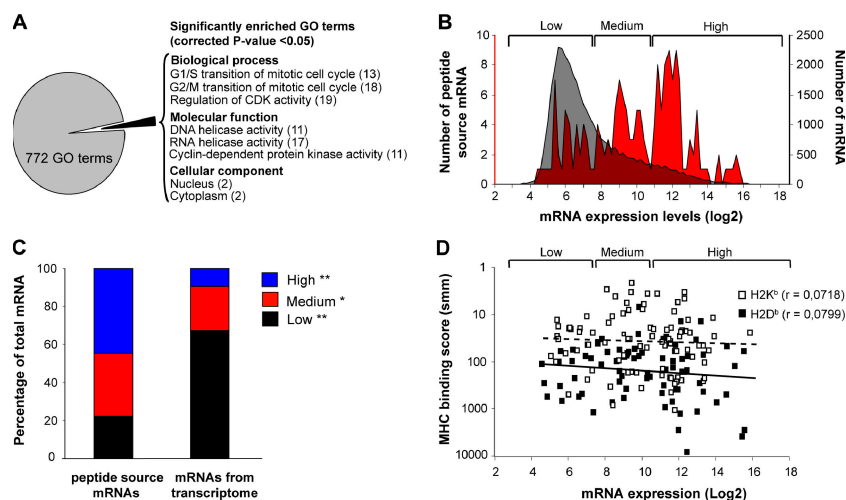 A
Significantly enriched GO terms
(corrected P-value <0.05)
Biological process
G1/S transition of mitotic cell cycle (13)
G2/M transition of mitotic cell cycle (18)
Regulation of CDK activity (19)
Molecular function
DNA helicase activity (11)
RNA helicase activity (17)
Cyclin-dependent protein kinase activity (11)
Cellular component
Nucleus (2)
Cytoplasm (2)
772 GO terms
B
Low Medium High
Number of peptide
source mRNA
10
8
6
4
2
0
2500
2000
1500
1000
500
0
Number of mRNA
2 4 6 8 10 12 14 16 18
mRNA expression levels (log2)
C
Percentage of total mRNA
100
80
60
40
20
0
High **
Medium *
Low **
peptide source
mRNAs
mRNAs from
transcriptome
D
Low Medium High
MHC binding score (smm)
1
10
100
1000
10000
H2Kᵇ (r = 0,0718)
H2Dᵇ (r = 0,0799)
2 4 6 8 10 12 14 16 18
mRNA expression (Log2)